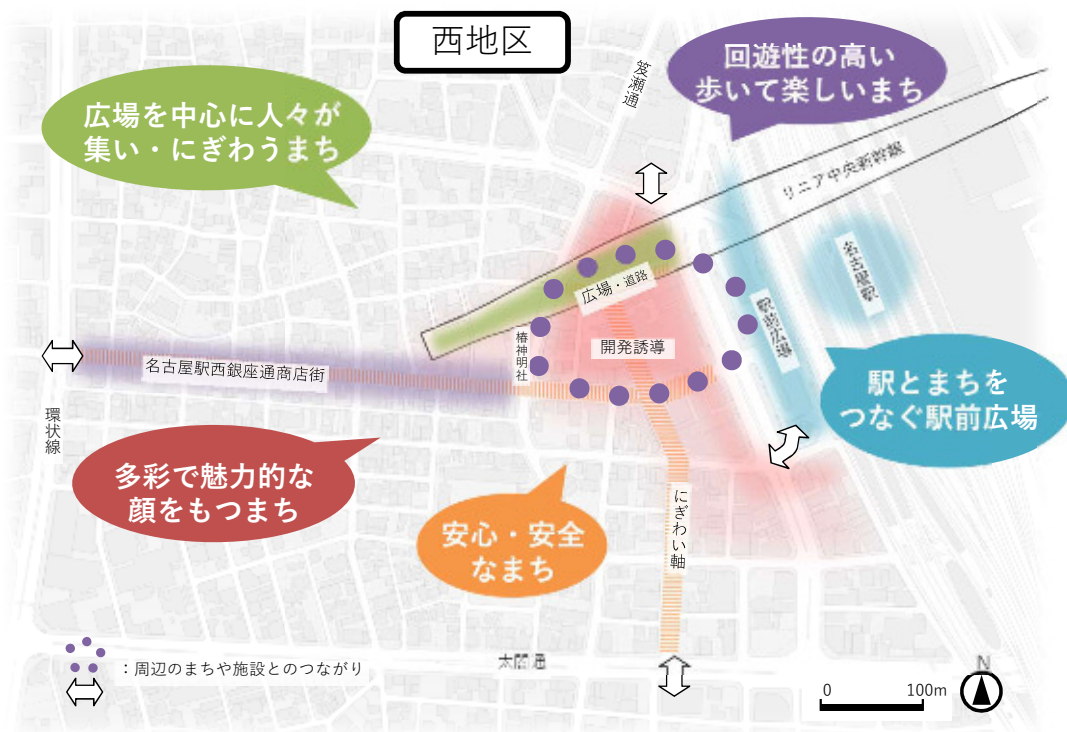 西地区
回遊性の高い
歩いて楽しいまち
笈瀬通
広場を中心に人々が
集い・にぎわうまち
リニア中央新幹線
名古屋駅
広場・道路
駅前広場
椿神明社
開発誘導
名古屋駅西銀座通商店街
環状線
駅とまちを
つなぐ駅前広場
多彩で魅力的な
顔をもつまち
安心・安全
なまち
にぎわい軸
太閤通
：周辺のまちや施設とのつながり
0 100m
N